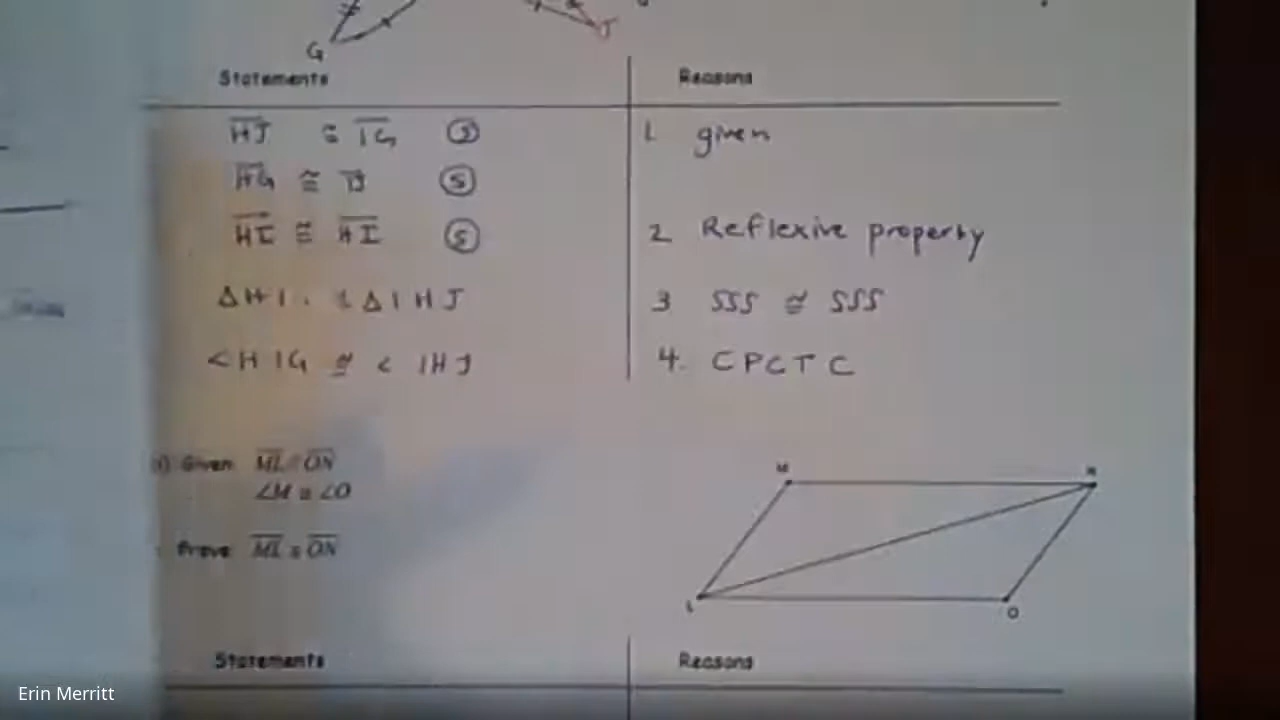 G J
Statements Reasons
HJ ≅ IG Ⓢ 1. given
HG ≅ IJ Ⓢ
HI ≅ HI Ⓢ 2 Reflexive property
ΔHI ≅ ΔIHJ 3 SSS ≅ SSS
<HIG ≅ < IHJ 4. CPCTC
Given ML // ON
∠M ≅ ∠O
M N
Prove ML ≅ ON
L O
Statements Reasons
Erin Merritt